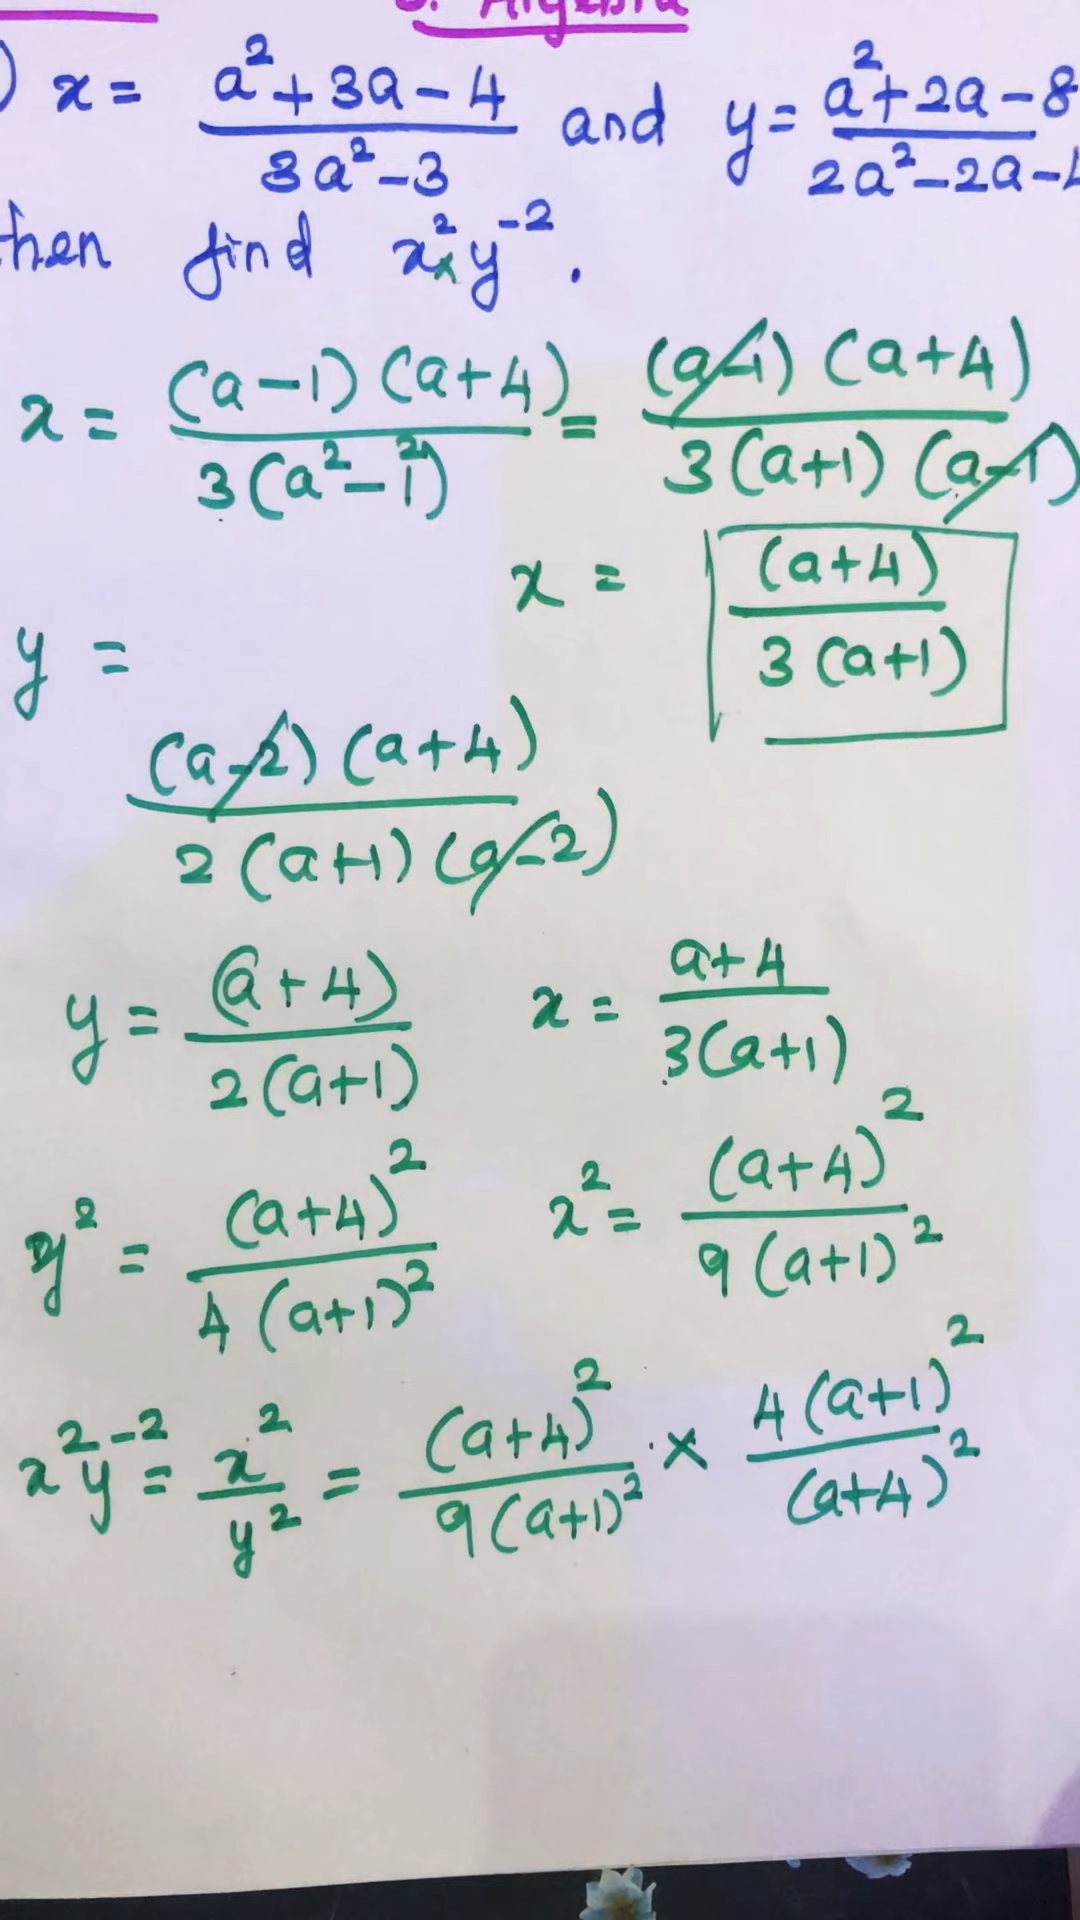 3. Algebra
) x = (a² + 3a - 4)/(3a² - 3) and y = (a² + 2a - 8)/(2a² - 2a -
then find x² × y⁻².
x = ((a-1)(a+4))/(3(a² - 1²)) = ((a-1)(a+4))/(3(a+1)(a-1))
x = (a+4)/(3(a+1))
y =
((a-2)(a+4))/(2(a+1)(a-2))
y = (a+4)/(2(a+1)) x = (a+4)/(3(a+1))
y² = (a+4)²/(4(a+1)²) x² = (a+4)²/(9(a+1)²)
x²y⁻² = x²/y² = (a+4)²/(9(a+1)²) × 4(a+1)²/(a+4)²